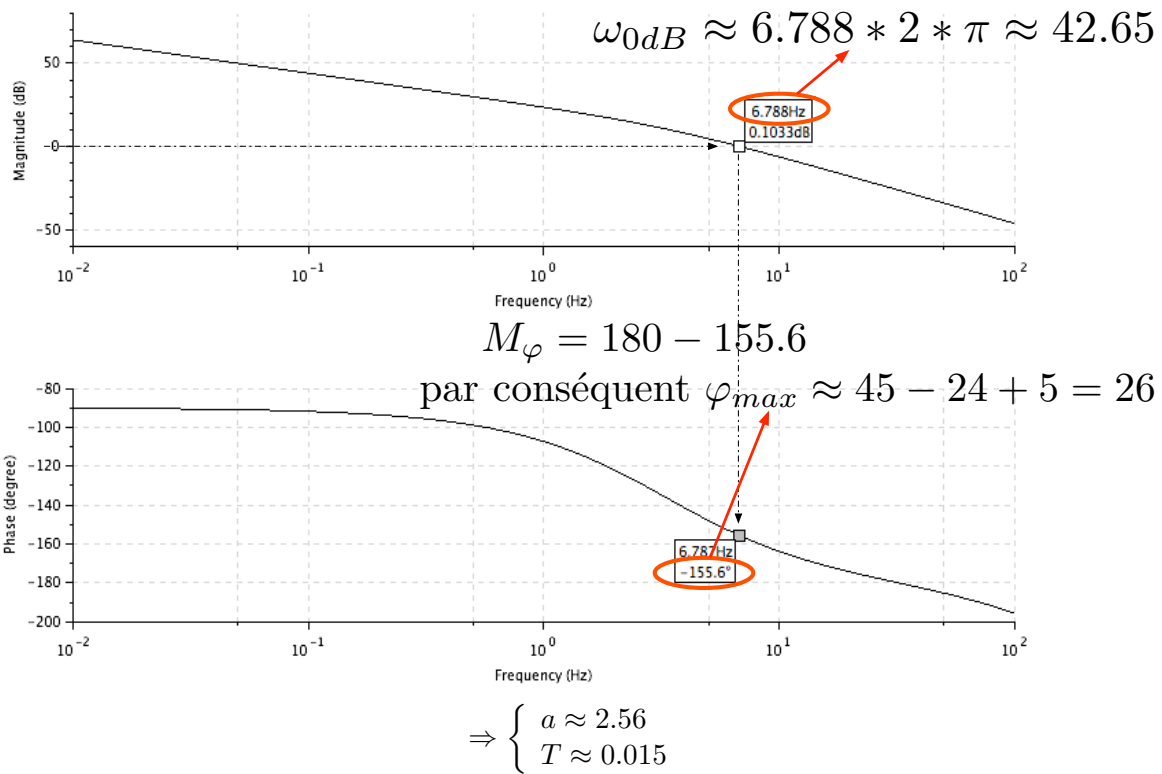 ω0dB ≈ 6.788 ∗ 2 ∗ π ≈ 42.65
Magnitude (dB)
50
0
-50
6.788Hz
0.1033dB
10^-2
10^-1
10^0
10^1
10^2
Frequency (Hz)
Mφ = 180 − 155.6
par conséquent φmax ≈ 45 − 24 + 5 = 26
Phase (degree)
-80
-100
-120
-140
-160
-180
-200
6.787Hz
-155.6°
10^-2
10^-1
10^0
10^1
10^2
Frequency (Hz)
⇒ { a ≈ 2.56
T ≈ 0.015